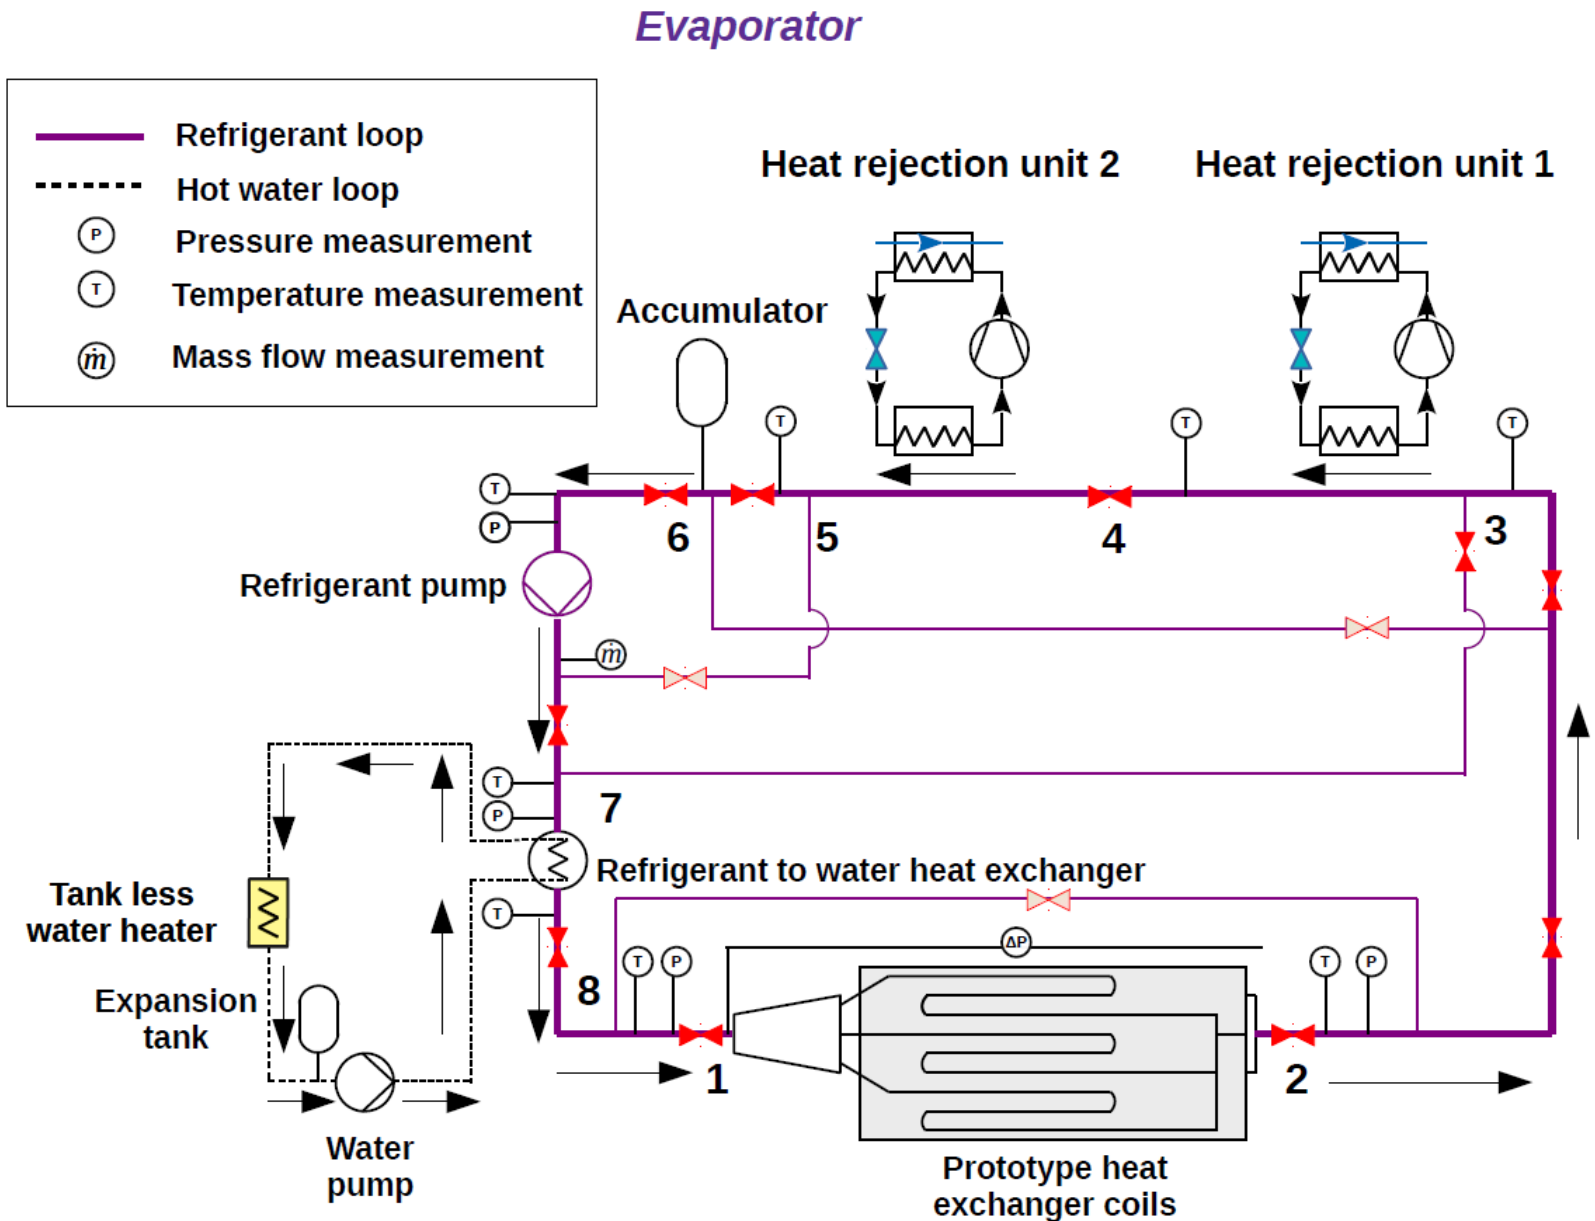 Evaporator
Refrigerant loop
Hot water loop
P
Pressure measurement
T
Temperature measurement
ṁ
Mass flow measurement
Heat rejection unit 2
Heat rejection unit 1
Accumulator
T
T
T
T
P
6
5
4
3
Refrigerant pump
ṁ
T
P
7
Refrigerant to water heat exchanger
Tank less
water heater
T
ΔP
T
P
T
P
8
Expansion
tank
1
2
Water
pump
Prototype heat
exchanger coils